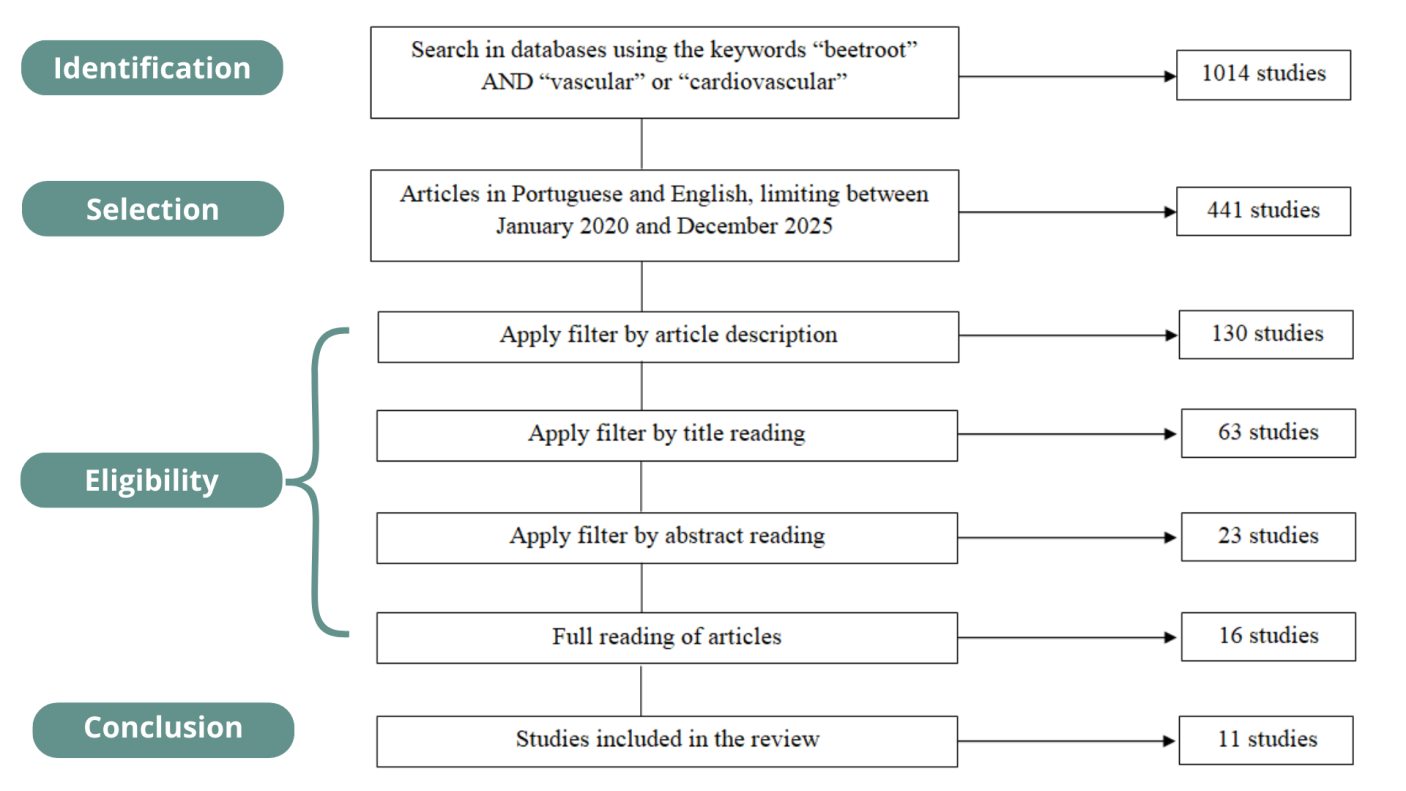 Identification
Search in databases using the keywords “beetroot”
AND “vascular” or “cardiovascular”
1014 studies
Selection
Articles in Portuguese and English, limiting between
January 2020 and December 2025
441 studies
Apply filter by article description
130 studies
Apply filter by title reading
63 studies
Eligibility
Apply filter by abstract reading
23 studies
Full reading of articles
16 studies
Conclusion
Studies included in the review
11 studies